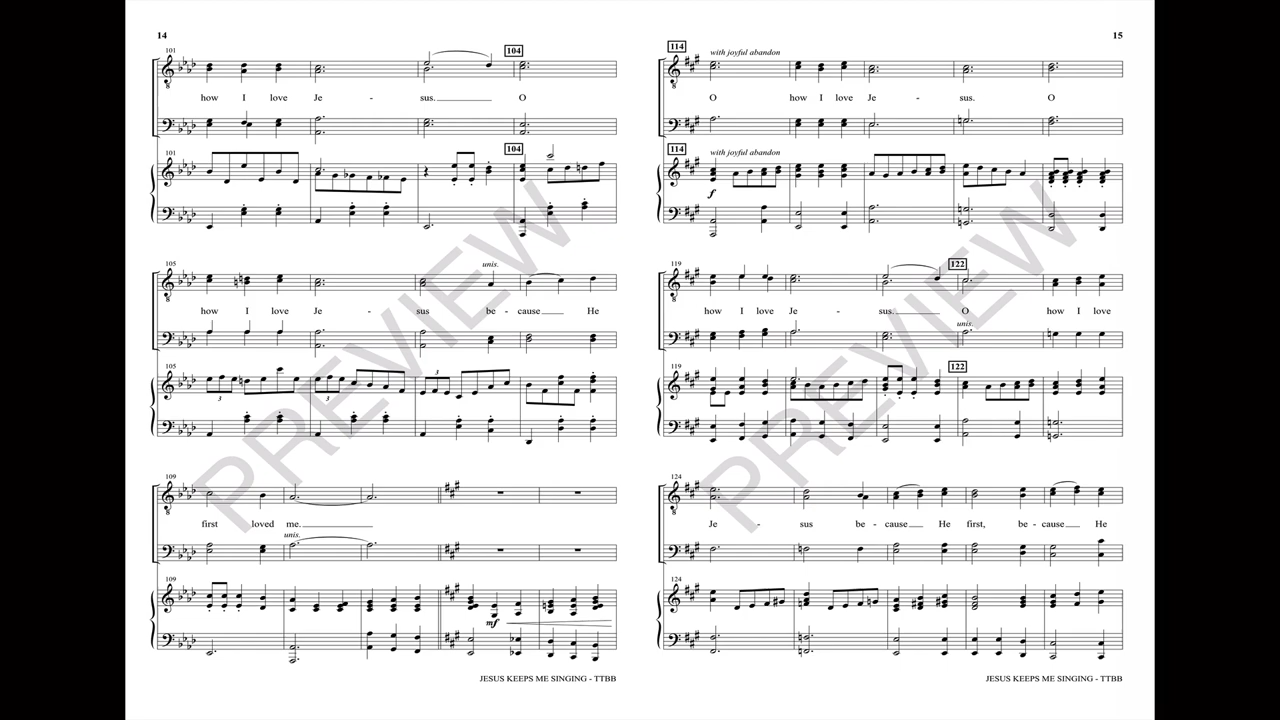 14
101
104
how I love Je - sus. O
101
104
105
unis.
how I love Je - sus be - cause He
105
109
first loved me.
unis.
109
mf
JESUS KEEPS ME SINGING - TTBB
15
114
with joyful abandon
O how I love Je - sus. O
114
with joyful abandon
f
119
122
how I love Je - sus. O how I love
unis.
119
122
124
Je - sus be - cause He first, be - cause He
124
JESUS KEEPS ME SINGING - TTBB
PREVIEW
PREVIEW